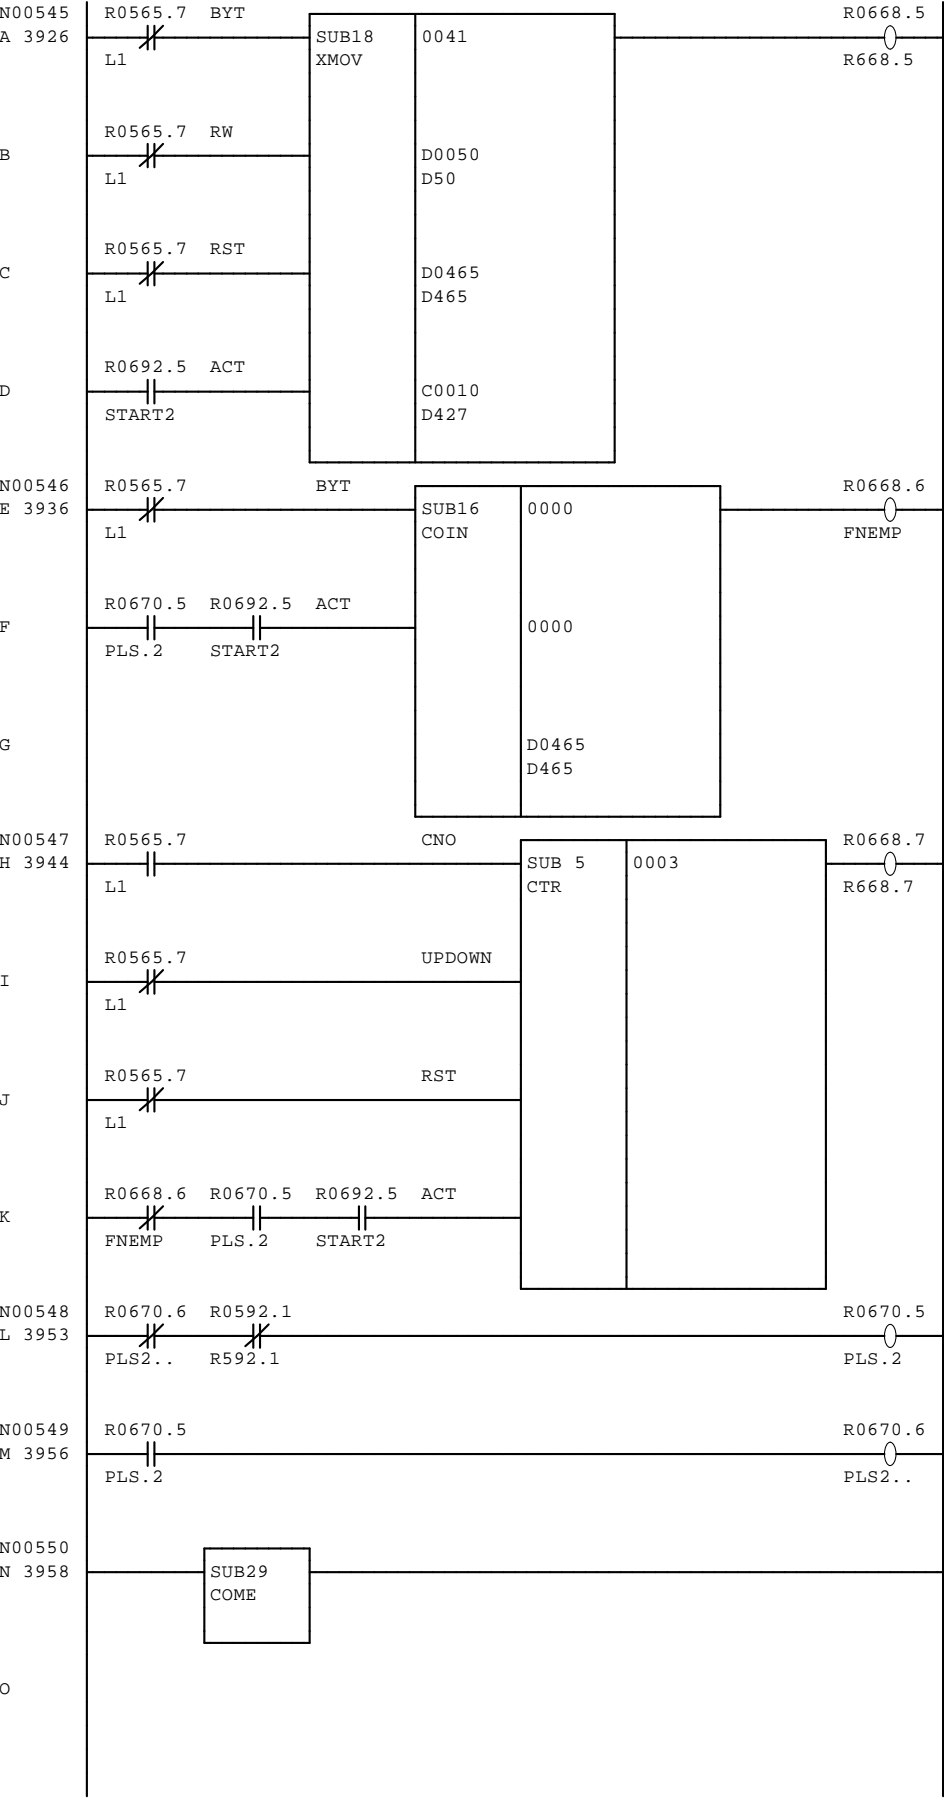 N00545 R0565.7 BYT R0668.5
A 3926 SUB18 0041
L1 XMOV R668.5
R0565.7 RW
B D0050
L1 D50
R0565.7 RST
C D0465
L1 D465
R0692.5 ACT
D C0010
START2 D427
N00546 R0565.7 BYT R0668.6
E 3936 SUB16 0000
L1 COIN FNEMP
R0670.5 R0692.5 ACT
F 0000
PLS.2 START2
G D0465
D465
N00547 R0565.7 CNO R0668.7
H 3944 SUB 5 0003
L1 CTR R668.7
R0565.7 UPDOWN
I
L1
R0565.7 RST
J
L1
R0668.6 R0670.5 R0692.5 ACT
K
FNEMP PLS.2 START2
N00548 R0670.6 R0592.1 R0670.5
L 3953
PLS2.. R592.1 PLS.2
N00549 R0670.5 R0670.6
M 3956
PLS.2 PLS2..
N00550
N 3958 SUB29
COME
O